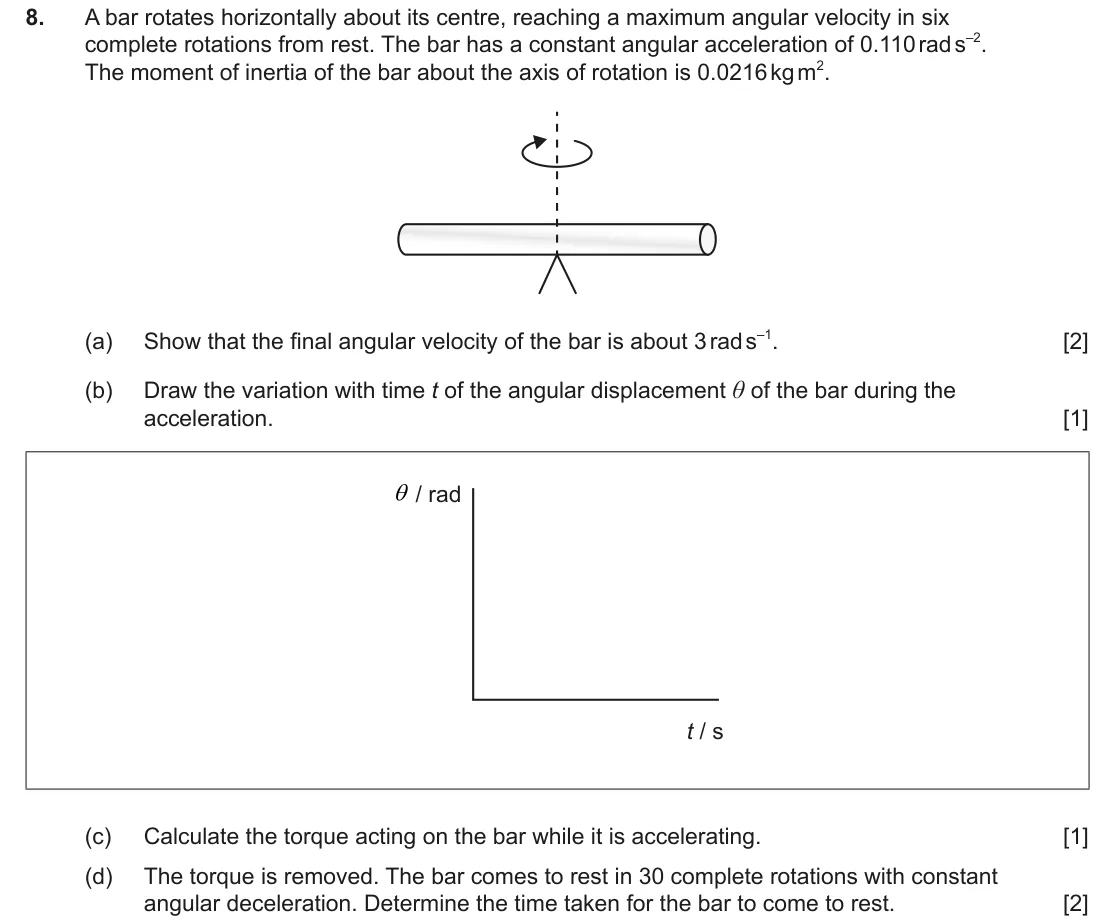 8. A bar rotates horizontally about its centre, reaching a maximum angular velocity in six
complete rotations from rest. The bar has a constant angular acceleration of 0.110 rad s⁻².
The moment of inertia of the bar about the axis of rotation is 0.0216 kg m².
(a) Show that the final angular velocity of the bar is about 3 rad s⁻¹. [2]
(b) Draw the variation with time t of the angular displacement θ of the bar during the
acceleration. [1]
θ / rad
t / s
(c) Calculate the torque acting on the bar while it is accelerating. [1]
(d) The torque is removed. The bar comes to rest in 30 complete rotations with constant
angular deceleration. Determine the time taken for the bar to come to rest. [2]